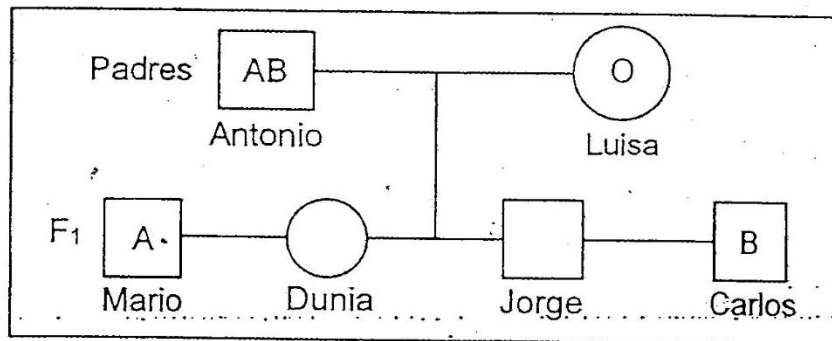 Padres AB O
Antonio Luisa
F₁ A B
Mario Dunia Jorge Carlos